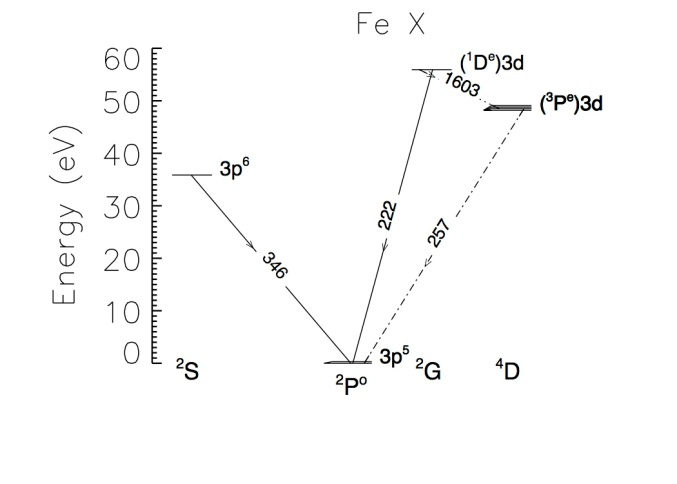 Fe X
Energy (eV)
60
50
40
30
20
10
0
(¹Dᵉ)3d
1603
(³Pᵉ)3d
3p⁶
222
257
346
3p⁵
²S
²Pᵒ
²G
⁴D